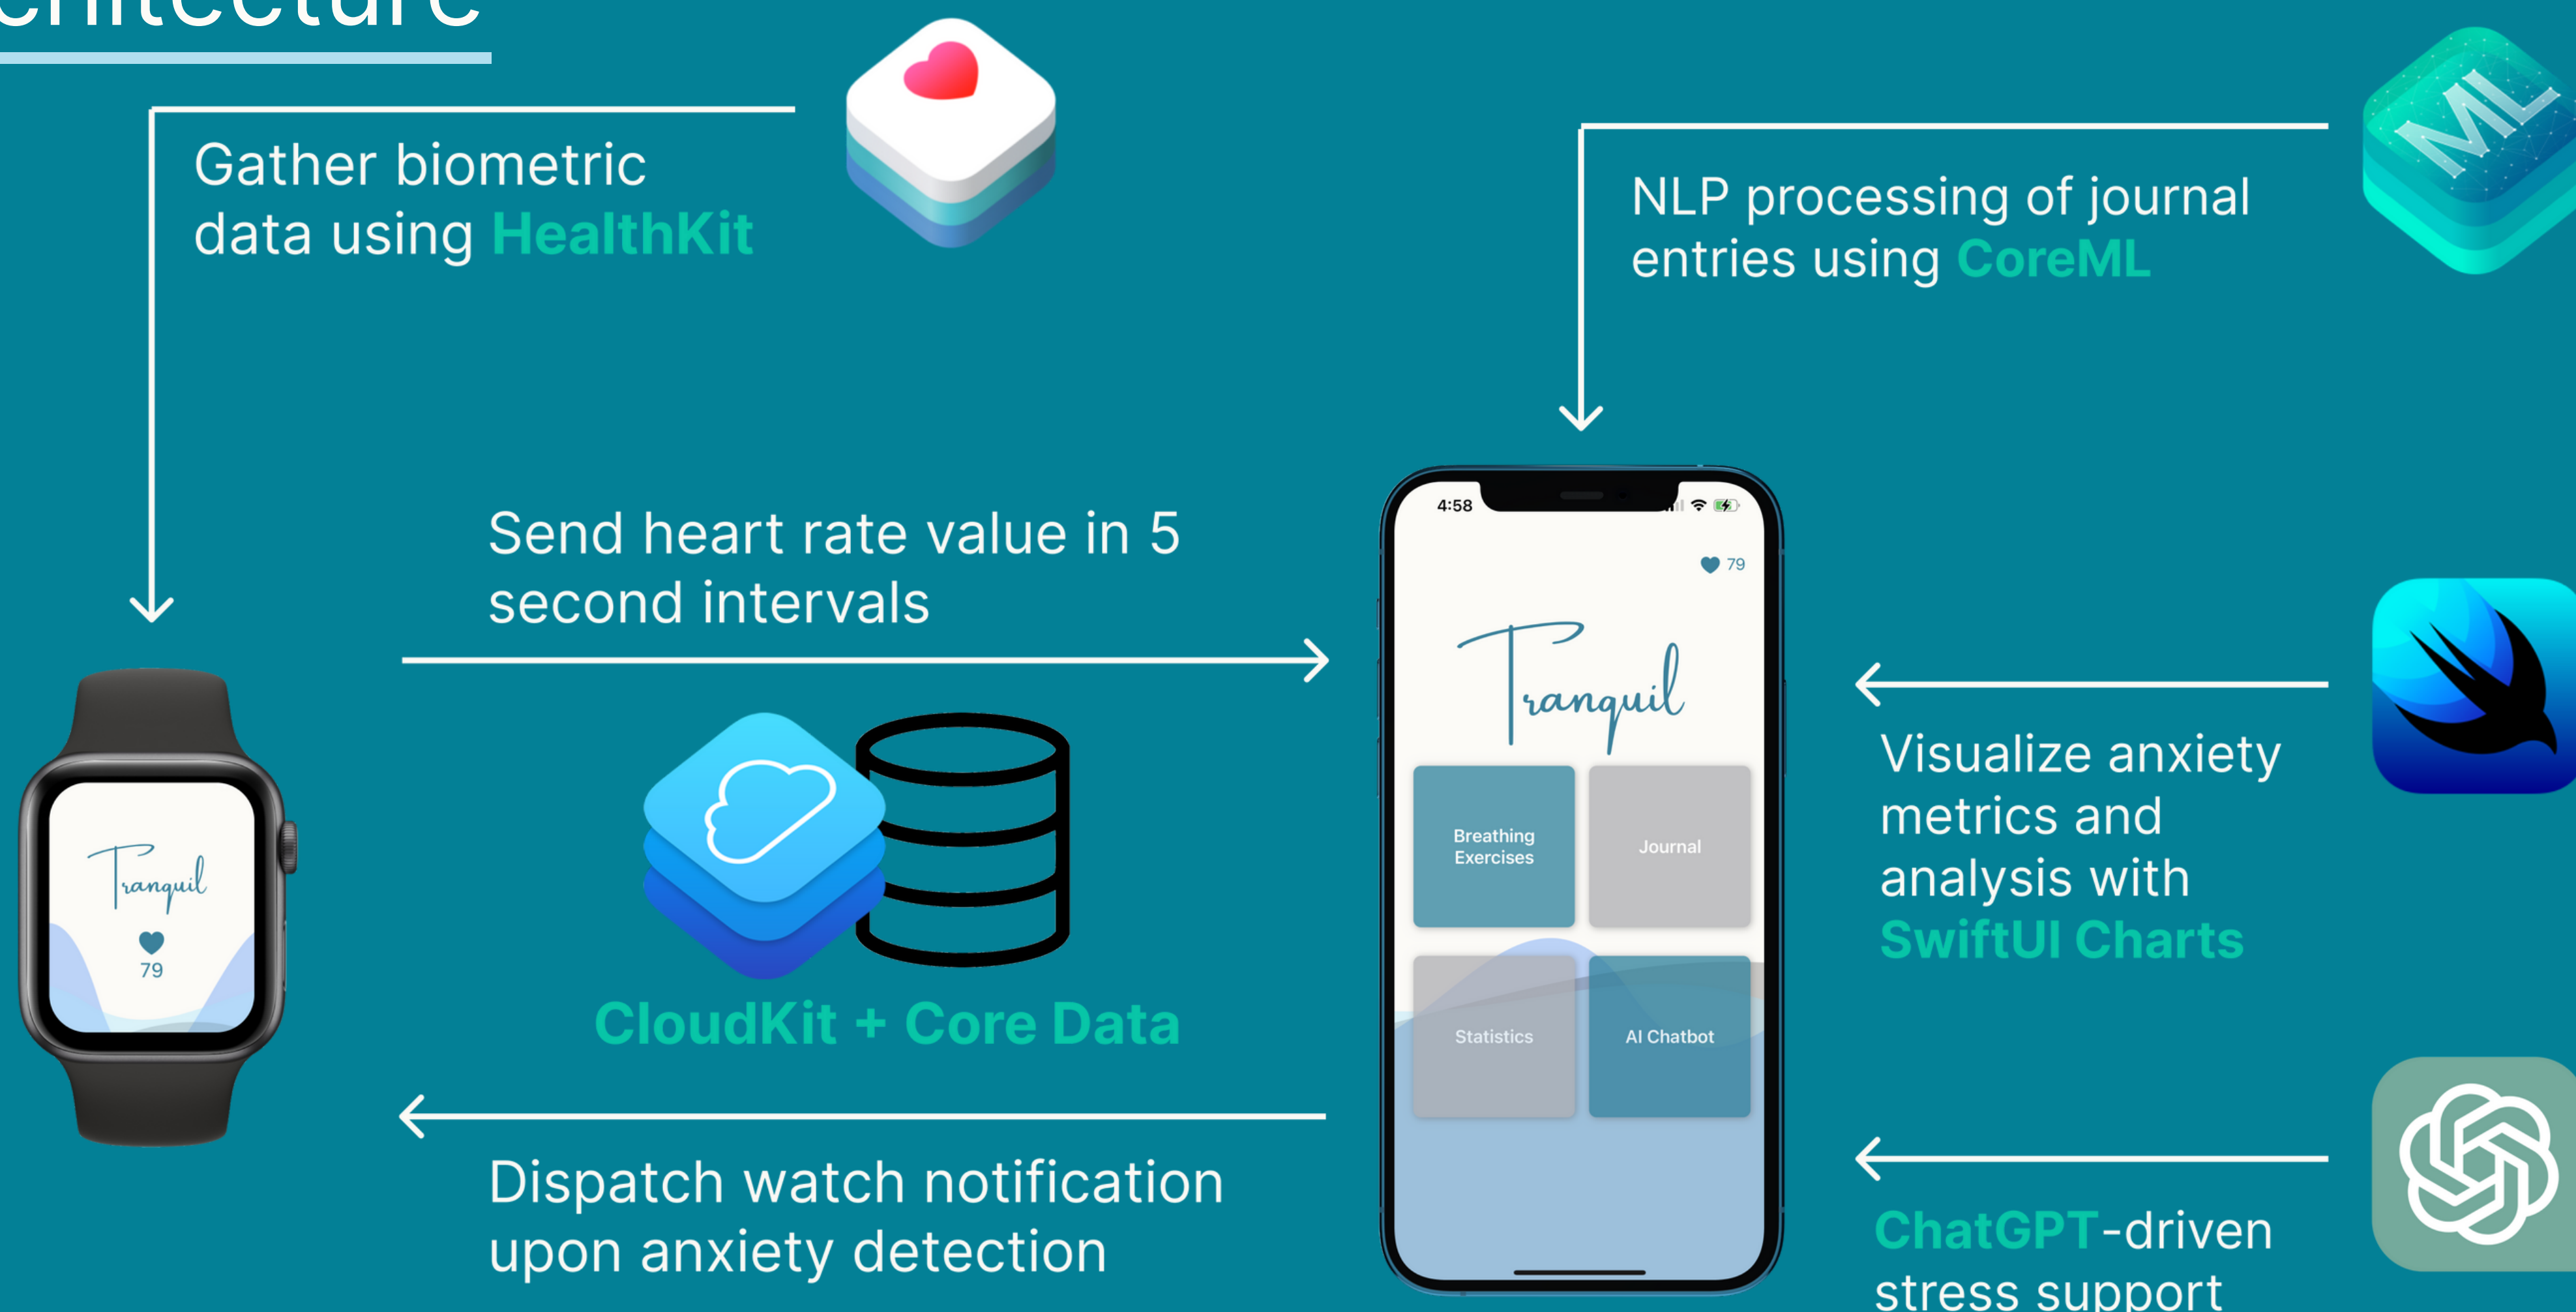 chitecture
Gather biometric
data using HealthKit
NLP processing of journal
entries using CoreML
ML
Send heart rate value in 5
second intervals
4:58
79
Tranquil
Breathing
Exercises
Journal
Statistics
AI Chatbot
Tranquil
79
CloudKit + Core Data
Visualize anxiety
metrics and
analysis with
SwiftUI Charts
Dispatch watch notification
upon anxiety detection
ChatGPT-driven
stress support